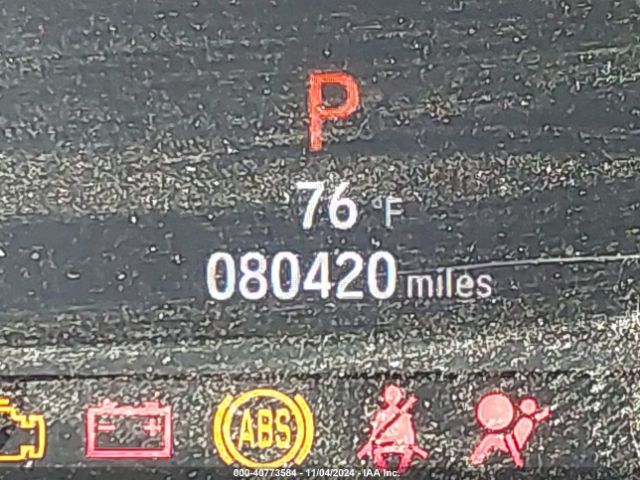 P
76 °F
080420 miles
ABS
000-40773584 - 11/04/2024 - IAA Inc.